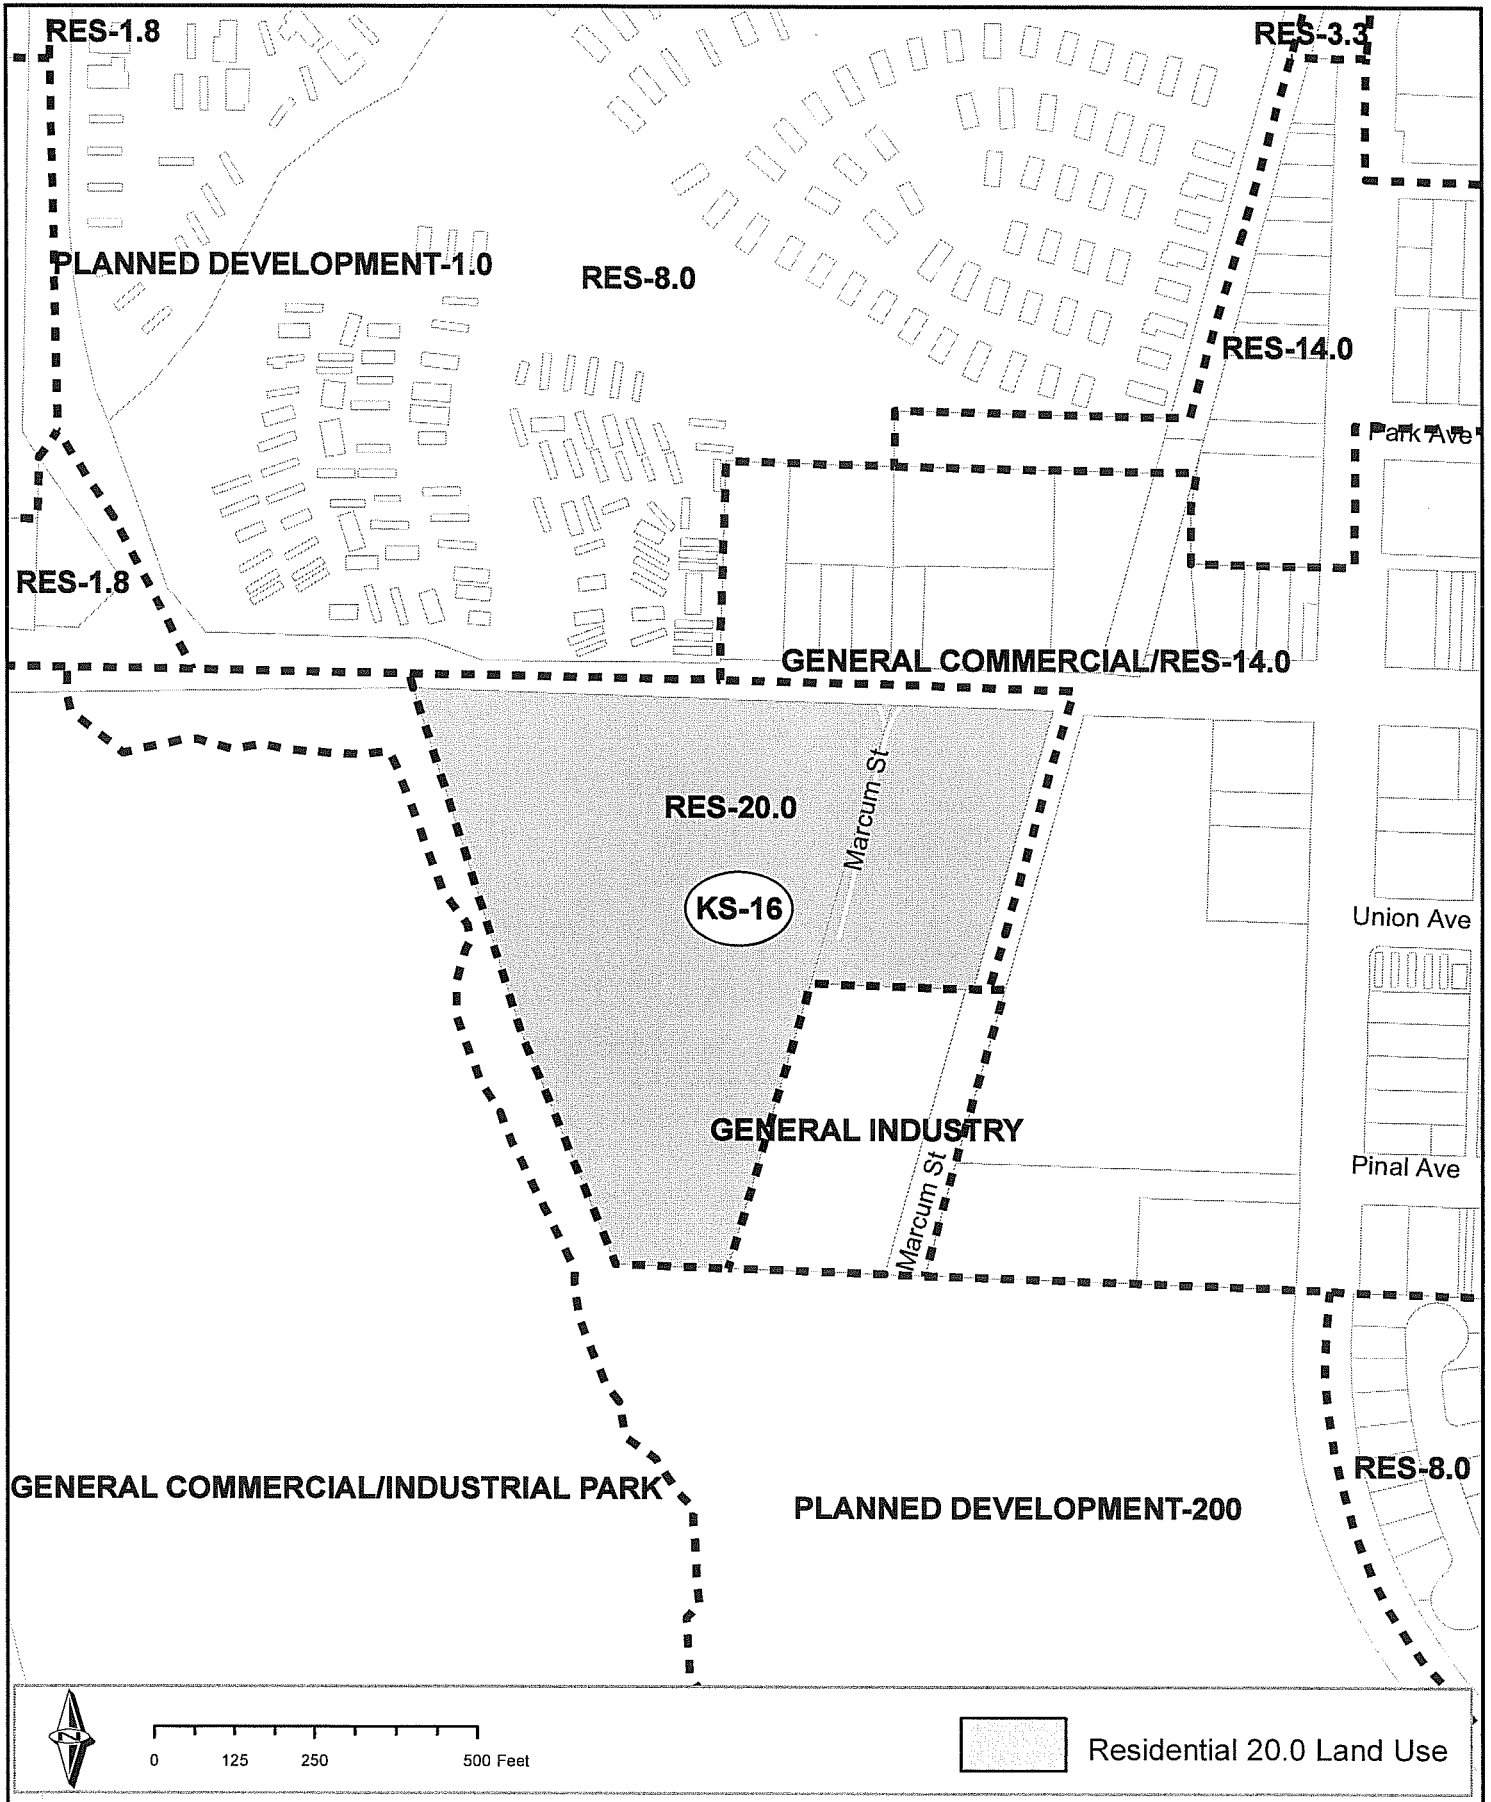 RES-1.8
RES-3.3
PLANNED DEVELOPMENT-1.0
RES-8.0
RES-14.0
Park Ave
RES-1.8
GENERAL COMMERCIAL/RES-14.0
Marcum St
RES-20.0
KS-16
Union Ave
GENERAL INDUSTRY
Marcum St
Pinal Ave
RES-8.0
GENERAL COMMERCIAL/INDUSTRIAL PARK
PLANNED DEVELOPMENT-200
N
0 125 250 500 Feet
Residential 20.0 Land Use